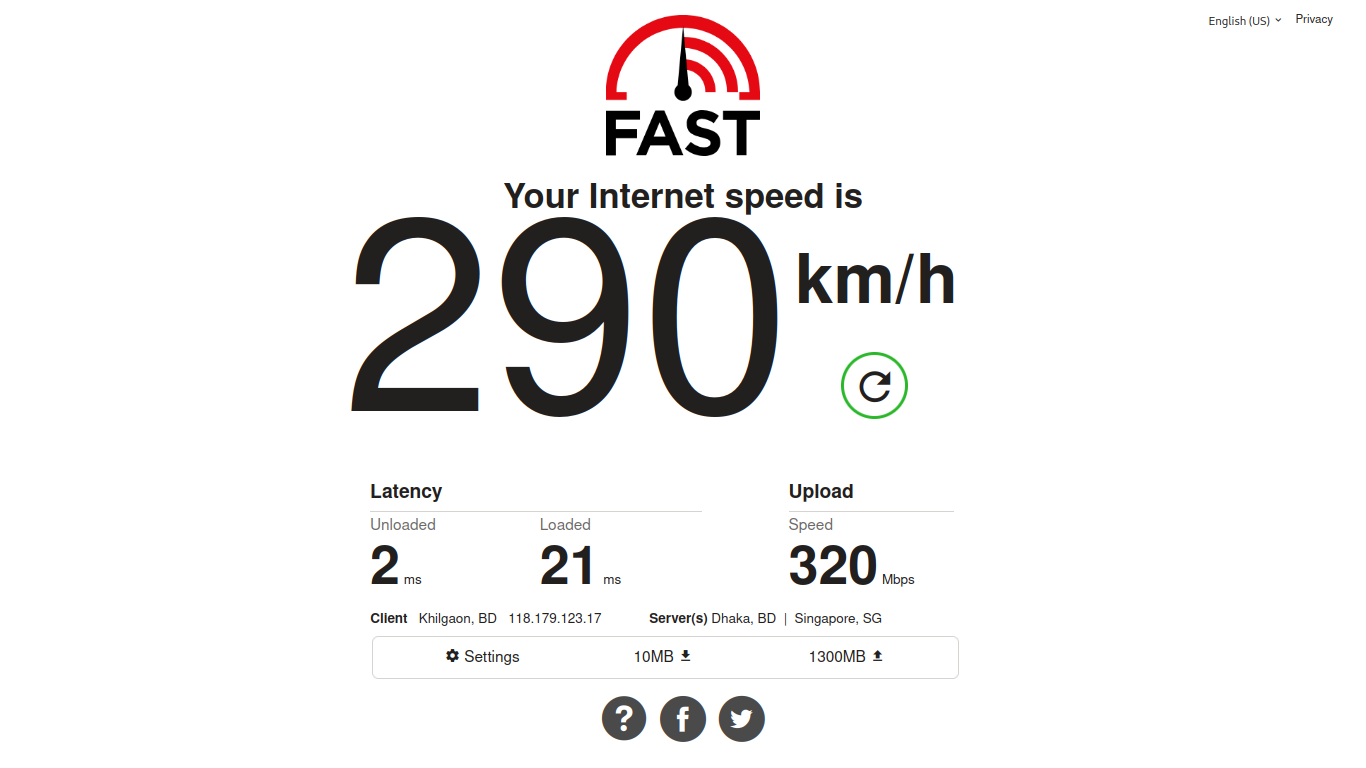 English (US) Privacy
FAST
Your Internet speed is
290 km/h
Latency Upload
Unloaded Loaded Speed
2 ms 21 ms 320 Mbps
Client Khilgaon, BD 118.179.123.17 Server(s) Dhaka, BD | Singapore, SG
Settings 10MB 1300MB
?